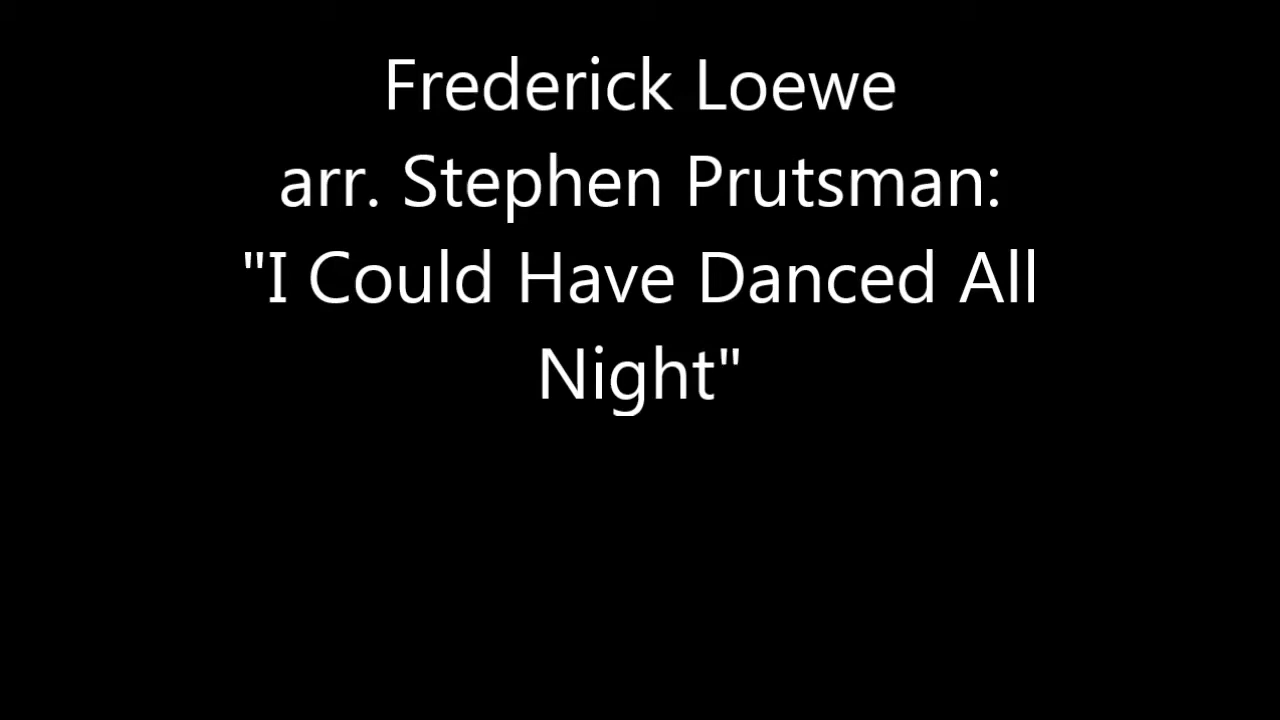 Frederick Loewe
arr. Stephen Prutsman:
"I Could Have Danced All
Night"